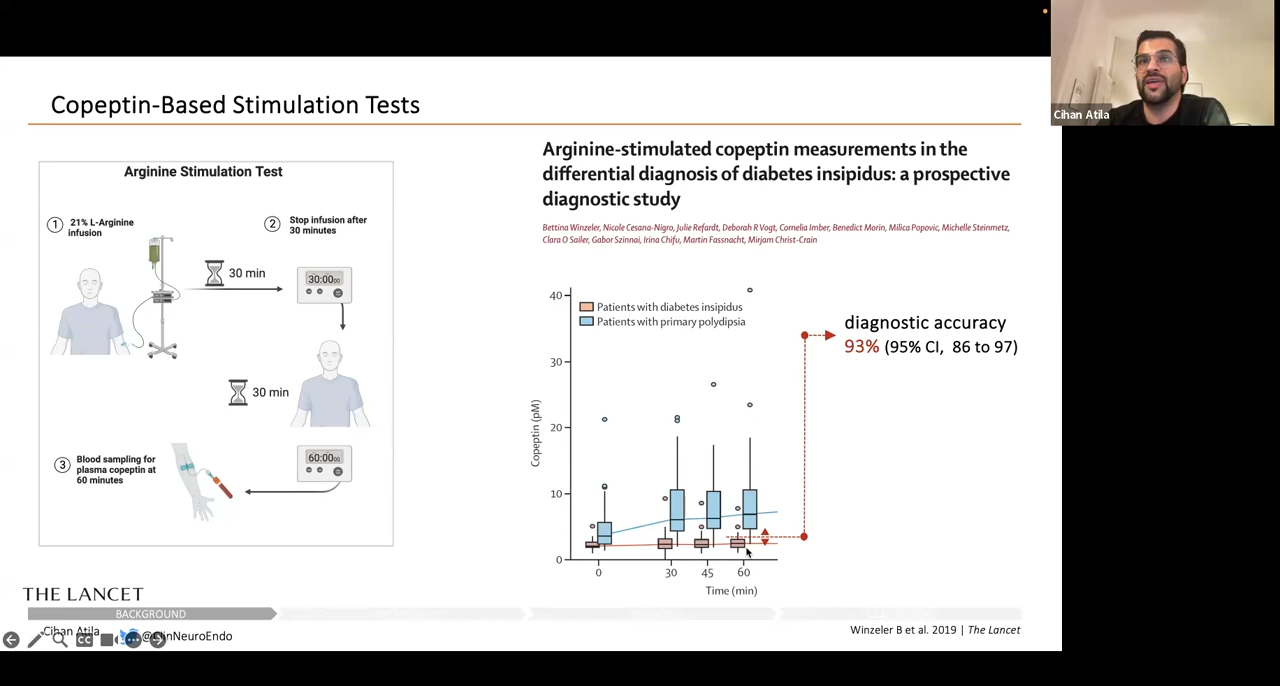 Copeptin-Based Stimulation Tests
Cihan Atila
Arginine Stimulation Test
1 21% L-Arginine
infusion
2 Stop infusion after
30 minutes
30 min
30:00
30 min
3 Blood sampling for
plasma copeptin at
60 minutes
60:00
Arginine-stimulated copeptin measurements in the
differential diagnosis of diabetes insipidus: a prospective
diagnostic study
Bettina Winzeler, Nicole Cesana-Nigro, Julie Refardt, Deborah R Vogt, Cornelia Imber, Benedict Morin, Milica Popovic, Michelle Steinmetz,
Clara O Sailer, Gabor Szinnai, Irina Chifu, Martin Fassnacht, Mirjam Christ-Crain
Patients with diabetes insipidus
Patients with primary polydipsia
Copeptin (pM)
40
30
20
10
0
0 30 45 60
Time (min)
diagnostic accuracy
93% (95% CI, 86 to 97)
THE LANCET
BACKGROUND
Cihan Atila
@ClinNeuroEndo
Winzeler B et al. 2019 | The Lancet
CC